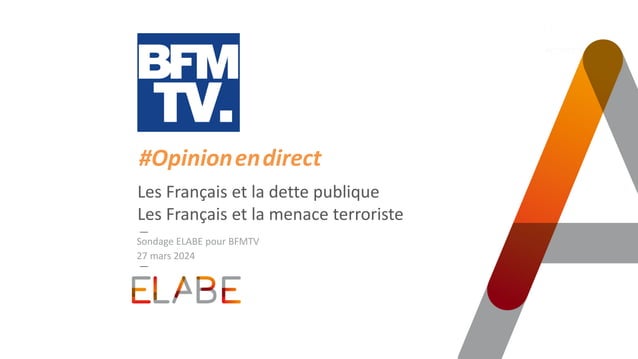 BFM
TV.
#Opinion en direct
Les Français et la dette publique
Les Français et la menace terroriste
Sondage ELABE pour BFMTV
27 mars 2024
ELABE